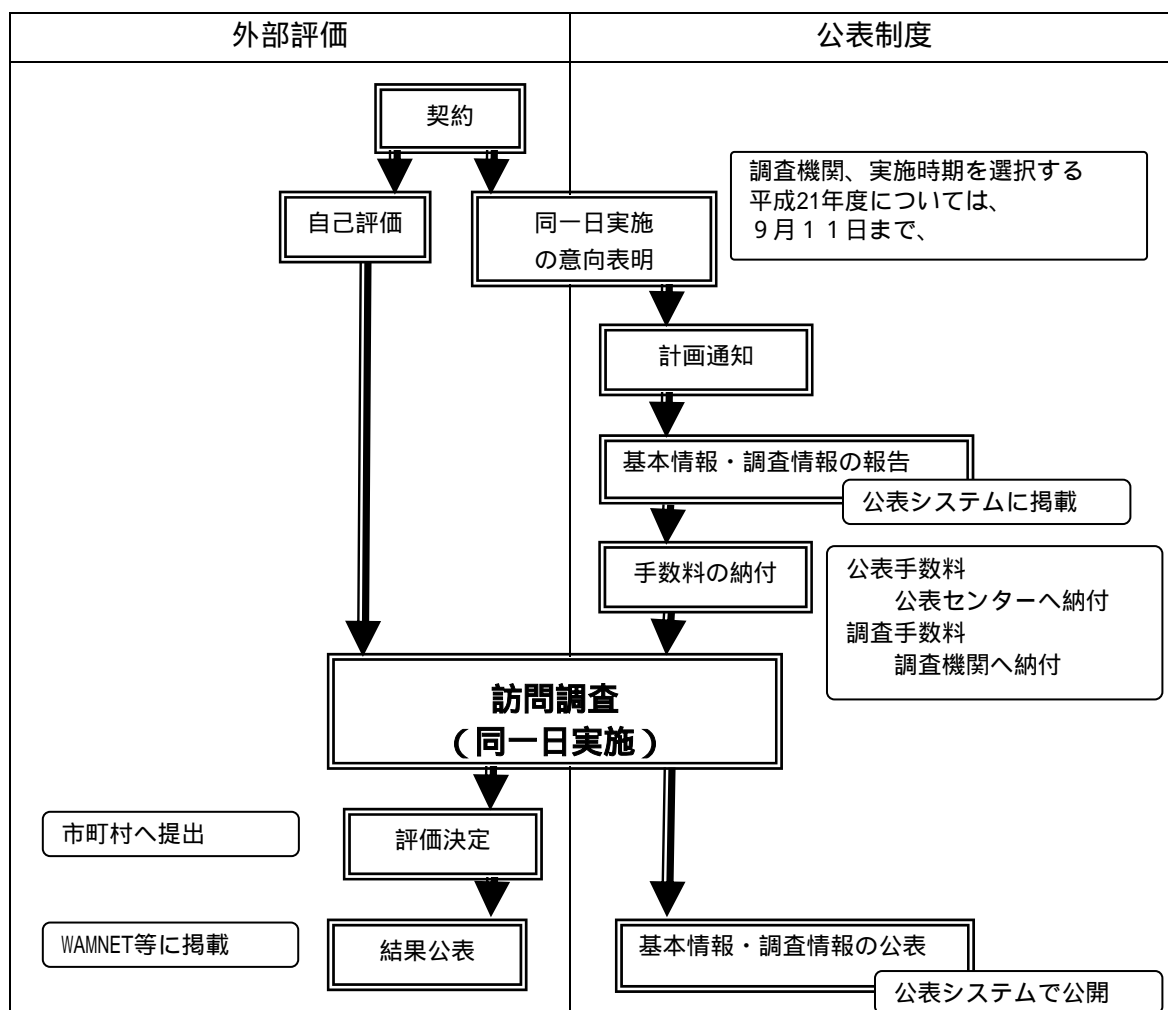 外部評価
公表制度
契約
調査機関、実施時期を選択する
平成21年度については、
９月１１日まで、
自己評価
同一日実施
の意向表明
計画通知
基本情報・調査情報の報告
公表システムに掲載
手数料の納付
公表手数料
公表センターへ納付
調査手数料
調査機関へ納付
訪問調査
（同一日実施）
市町村へ提出
評価決定
WAMNET等に掲載
結果公表
基本情報・調査情報の公表
公表システムで公開